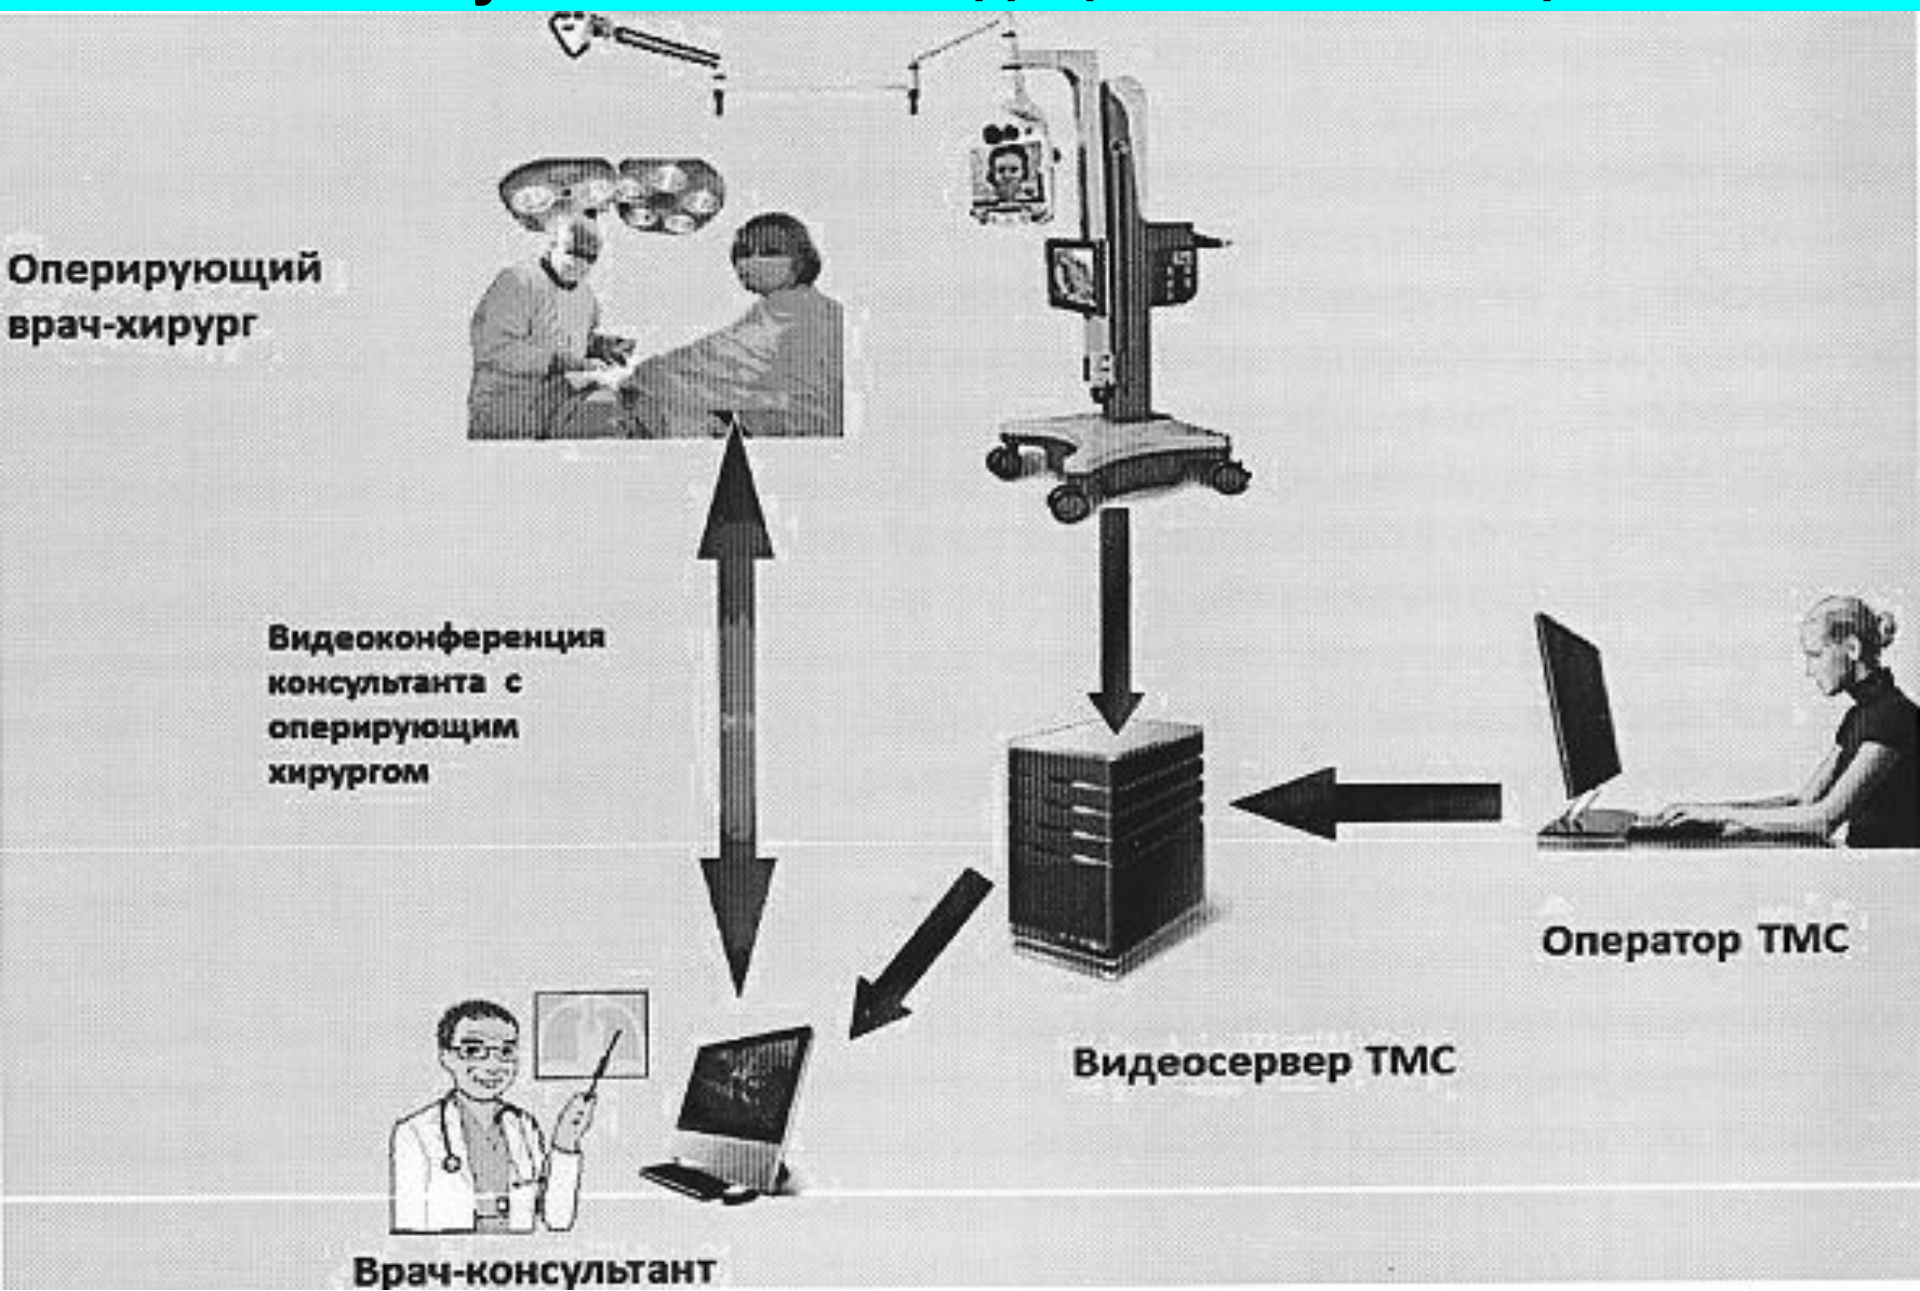 Оперирующий
врач-хирург
Видеоконференция
консультанта с
оперирующим
хирургом
Оператор ТМС
Видеосервер ТМС
Врач-консультант